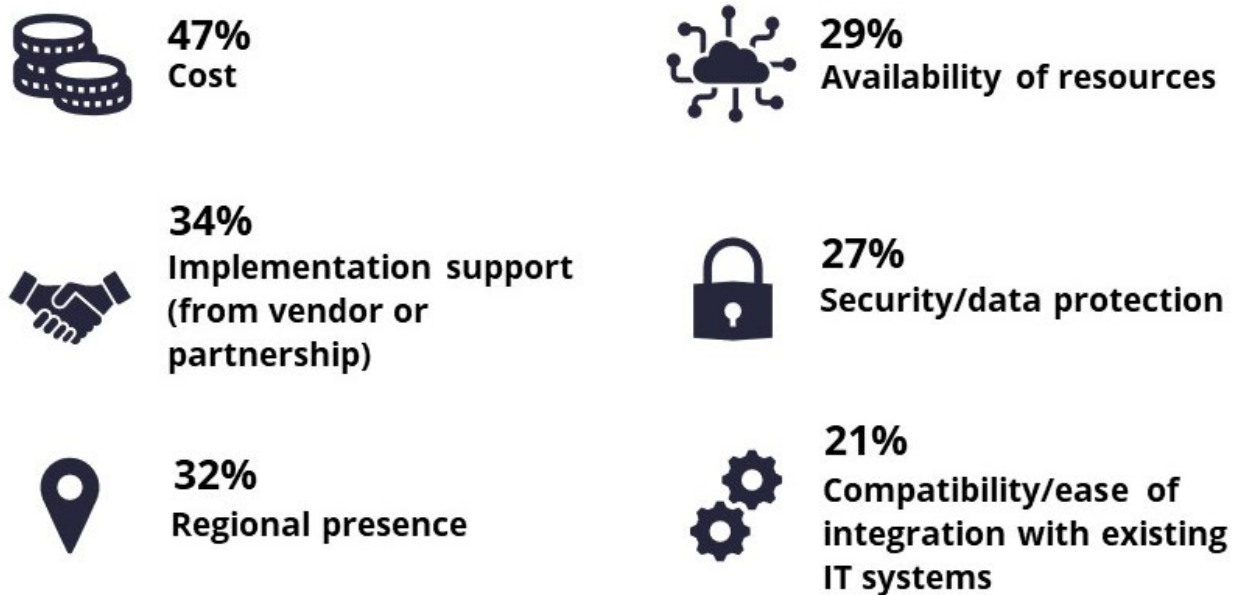 47%
Cost
34%
Implementation support
(from vendor or
partnership)
32%
Regional presence
29%
Availability of resources
27%
Security/data protection
21%
Compatibility/ease of
integration with existing
IT systems